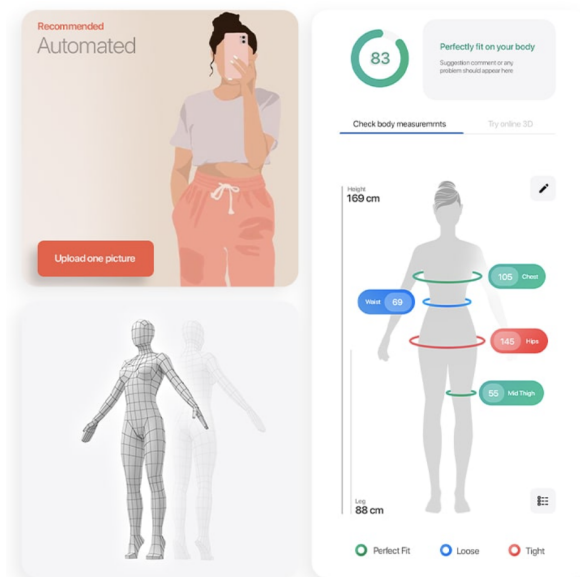 Recommended
Automated
Upload one picture
83
Perfectly fit on your body
Suggestion comment or any
problem should appear here
Check body measuremrnts
Try online 3D
Height
169 cm
105 Chest
Waist 69
145 Hips
55 Mid Thigh
Leg
88 cm
Perfect Fit
Loose
Tight